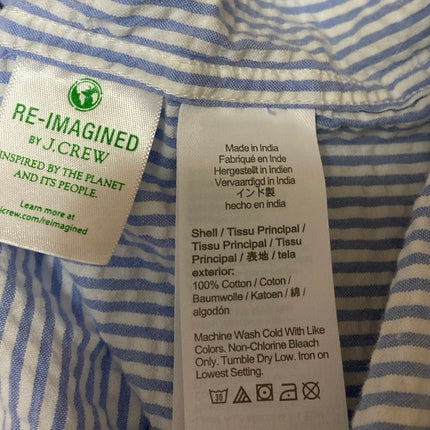 RE-IMAGINED
BY J.CREW
INSPIRED BY THE PLANET
AND ITS PEOPLE.
Learn more at
jcrew.com/reimagined
Made in India
Fabriqué en Inde
Hergestellt in Indien
Vervaardigd in India
インド製
hecho en india
Shell / Tissu Principal /
Tissu Principal / Tissu
Principal / 表地 / tela
exterior:
100% Cotton / Coton /
Baumwolle / Katoen / 綿 /
algodón
Machine Wash Cold With Like
Colors. Non-Chlorine Bleach
Only. Tumble Dry Low. Iron on
Lowest Setting.
30